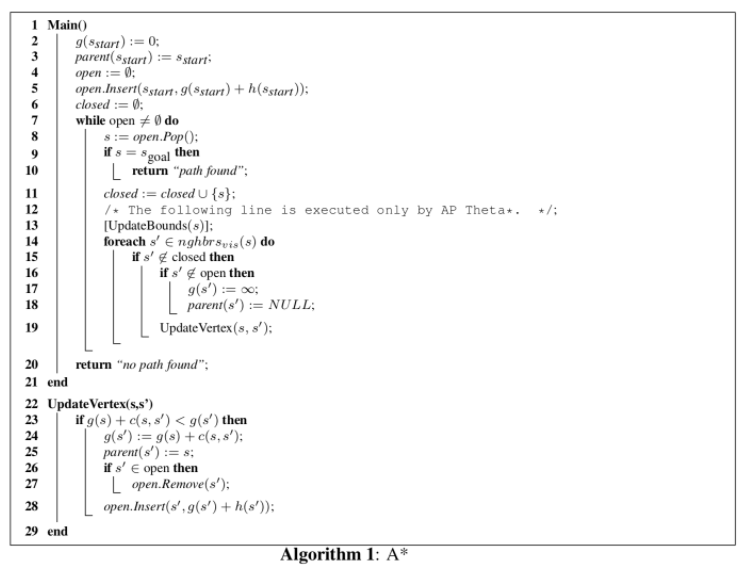 1 Main()
2 g(s_start) := 0;
3 parent(s_start) := s_start;
4 open := ∅;
5 open.Insert(s_start, g(s_start) + h(s_start));
6 closed := ∅;
7 while open ≠ ∅ do
8 s := open.Pop();
9 if s = s_goal then
10 return “path found”;
11 closed := closed ∪ {s};
12 /* The following line is executed only by AP Theta*. */;
13 [UpdateBounds(s)];
14 foreach s′ ∈ nghbrs_vis(s) do
15 if s′ ∉ closed then
16 if s′ ∉ open then
17 g(s′) := ∞;
18 parent(s′) := NULL;
19 UpdateVertex(s, s′);
20 return “no path found”;
21 end
22 UpdateVertex(s,s’)
23 if g(s) + c(s, s′) < g(s′) then
24 g(s′) := g(s) + c(s, s′);
25 parent(s′) := s;
26 if s′ ∈ open then
27 open.Remove(s′);
28 open.Insert(s′, g(s′) + h(s′));
29 end
Algorithm 1: A*